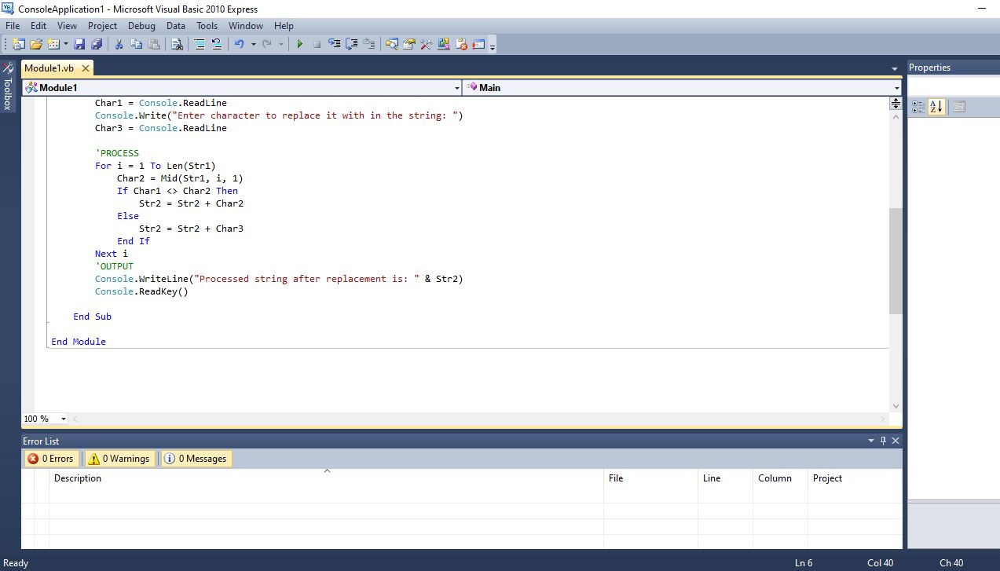 ConsoleApplication1 - Microsoft Visual Basic 2010 Express
File Edit View Project Debug Data Tools Window Help
Toolbox
Module1.vb
Module1 Main
Char1 = Console.ReadLine
Console.Write("Enter character to replace it with in the string: ")
Char3 = Console.ReadLine
'PROCESS
For i = 1 To Len(Str1)
Char2 = Mid(Str1, i, 1)
If Char1 <> Char2 Then
Str2 = Str2 + Char2
Else
Str2 = Str2 + Char3
End If
Next i
'OUTPUT
Console.WriteLine("Processed string after replacement is: " & Str2)
Console.ReadKey()
End Sub
End Module
100 %
Properties
Error List
0 Errors 0 Warnings 0 Messages
Description File Line Column Project
Ready Ln 6 Col 40 Ch 40